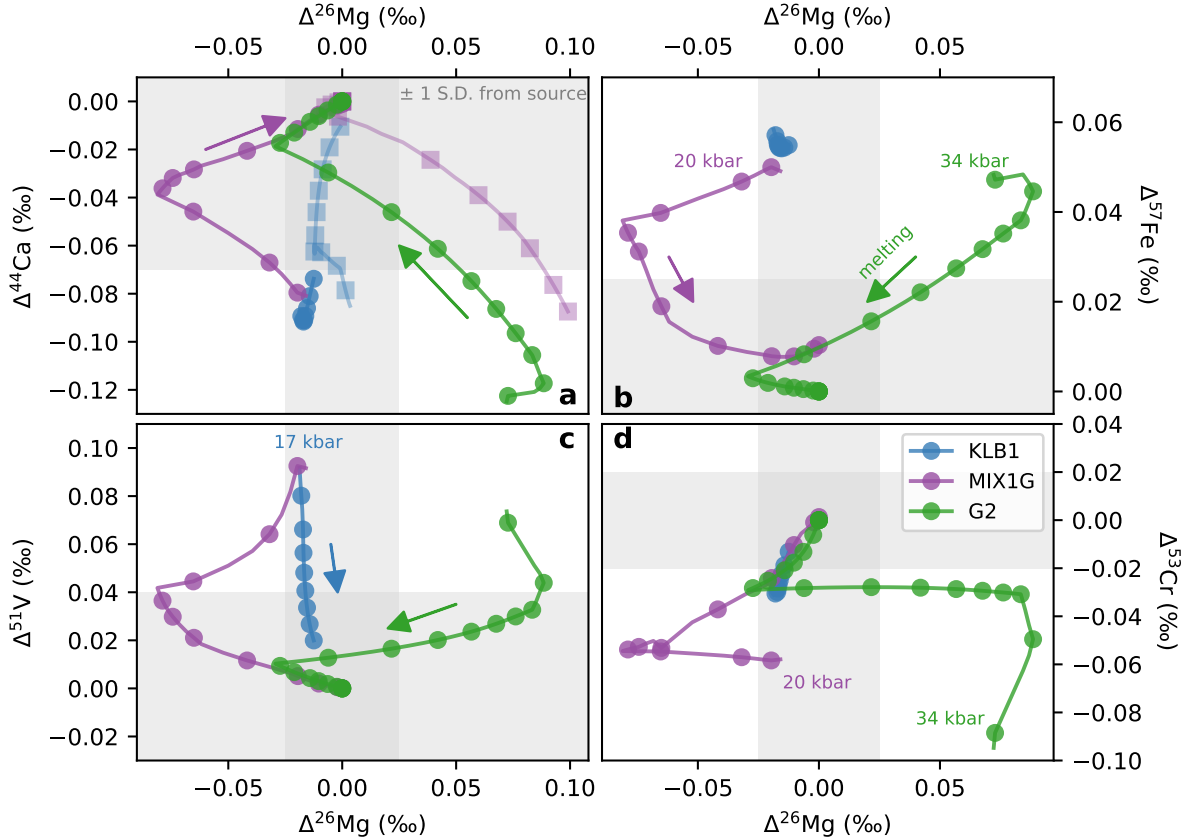 Δ²⁶Mg (‰)
Δ²⁶Mg (‰)
−0.05 0.00 0.05 0.10
−0.05 0.00 0.05
0.00
−0.02
−0.04
−0.06
−0.08
−0.10
−0.12
Δ⁴⁴Ca (‰)
± 1 S.D. from source
a
20 kbar
34 kbar
melting
b
0.06
0.04
0.02
0.00
Δ⁵⁷Fe (‰)
0.10
0.08
0.06
0.04
0.02
0.00
−0.02
Δ⁵¹V (‰)
17 kbar
c
d
KLB1
MIX1G
G2
20 kbar
34 kbar
0.04
0.02
0.00
−0.02
−0.04
−0.06
−0.08
−0.10
Δ⁵³Cr (‰)
−0.05 0.00 0.05 0.10
−0.05 0.00 0.05
Δ²⁶Mg (‰)
Δ²⁶Mg (‰)